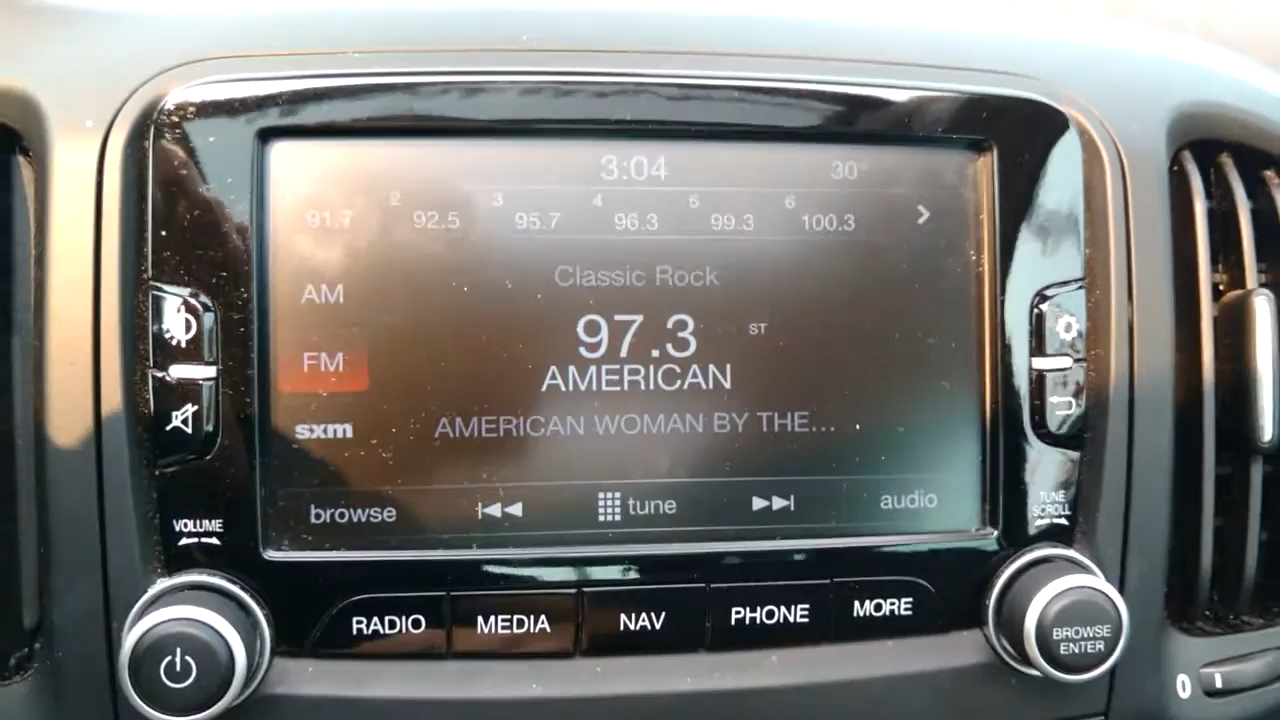 3:04 30°
2 3 4 5 6
91.7 92.5 95.7 96.3 99.3 100.3
Classic Rock
AM
97.3 ST
FM
AMERICAN
sxm
AMERICAN WOMAN BY THE...
browse tune audio
VOLUME
TUNE
SCROLL
RADIO MEDIA NAV PHONE MORE
BROWSE
ENTER
0